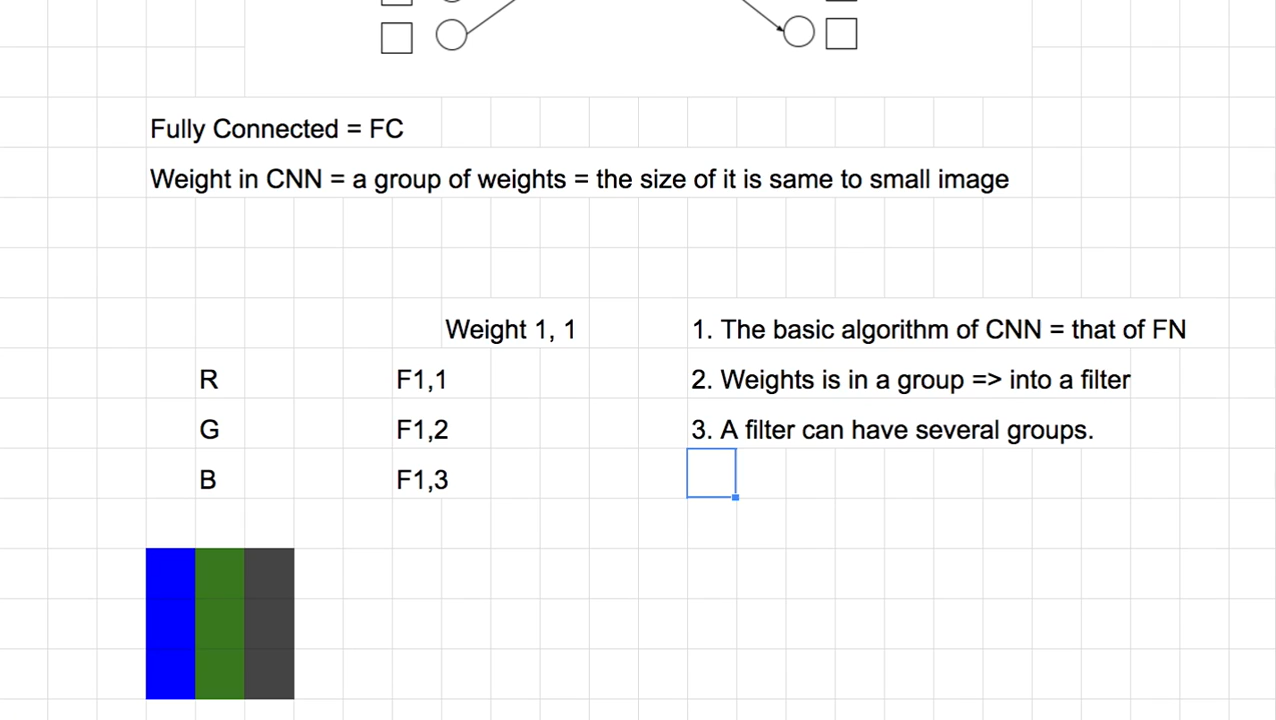 Fully Connected = FC
Weight in CNN = a group of weights = the size of it is same to small image
Weight 1, 1
1. The basic algorithm of CNN = that of FN
R
F1,1
2. Weights is in a group => into a filter
G
F1,2
3. A filter can have several groups.
B
F1,3